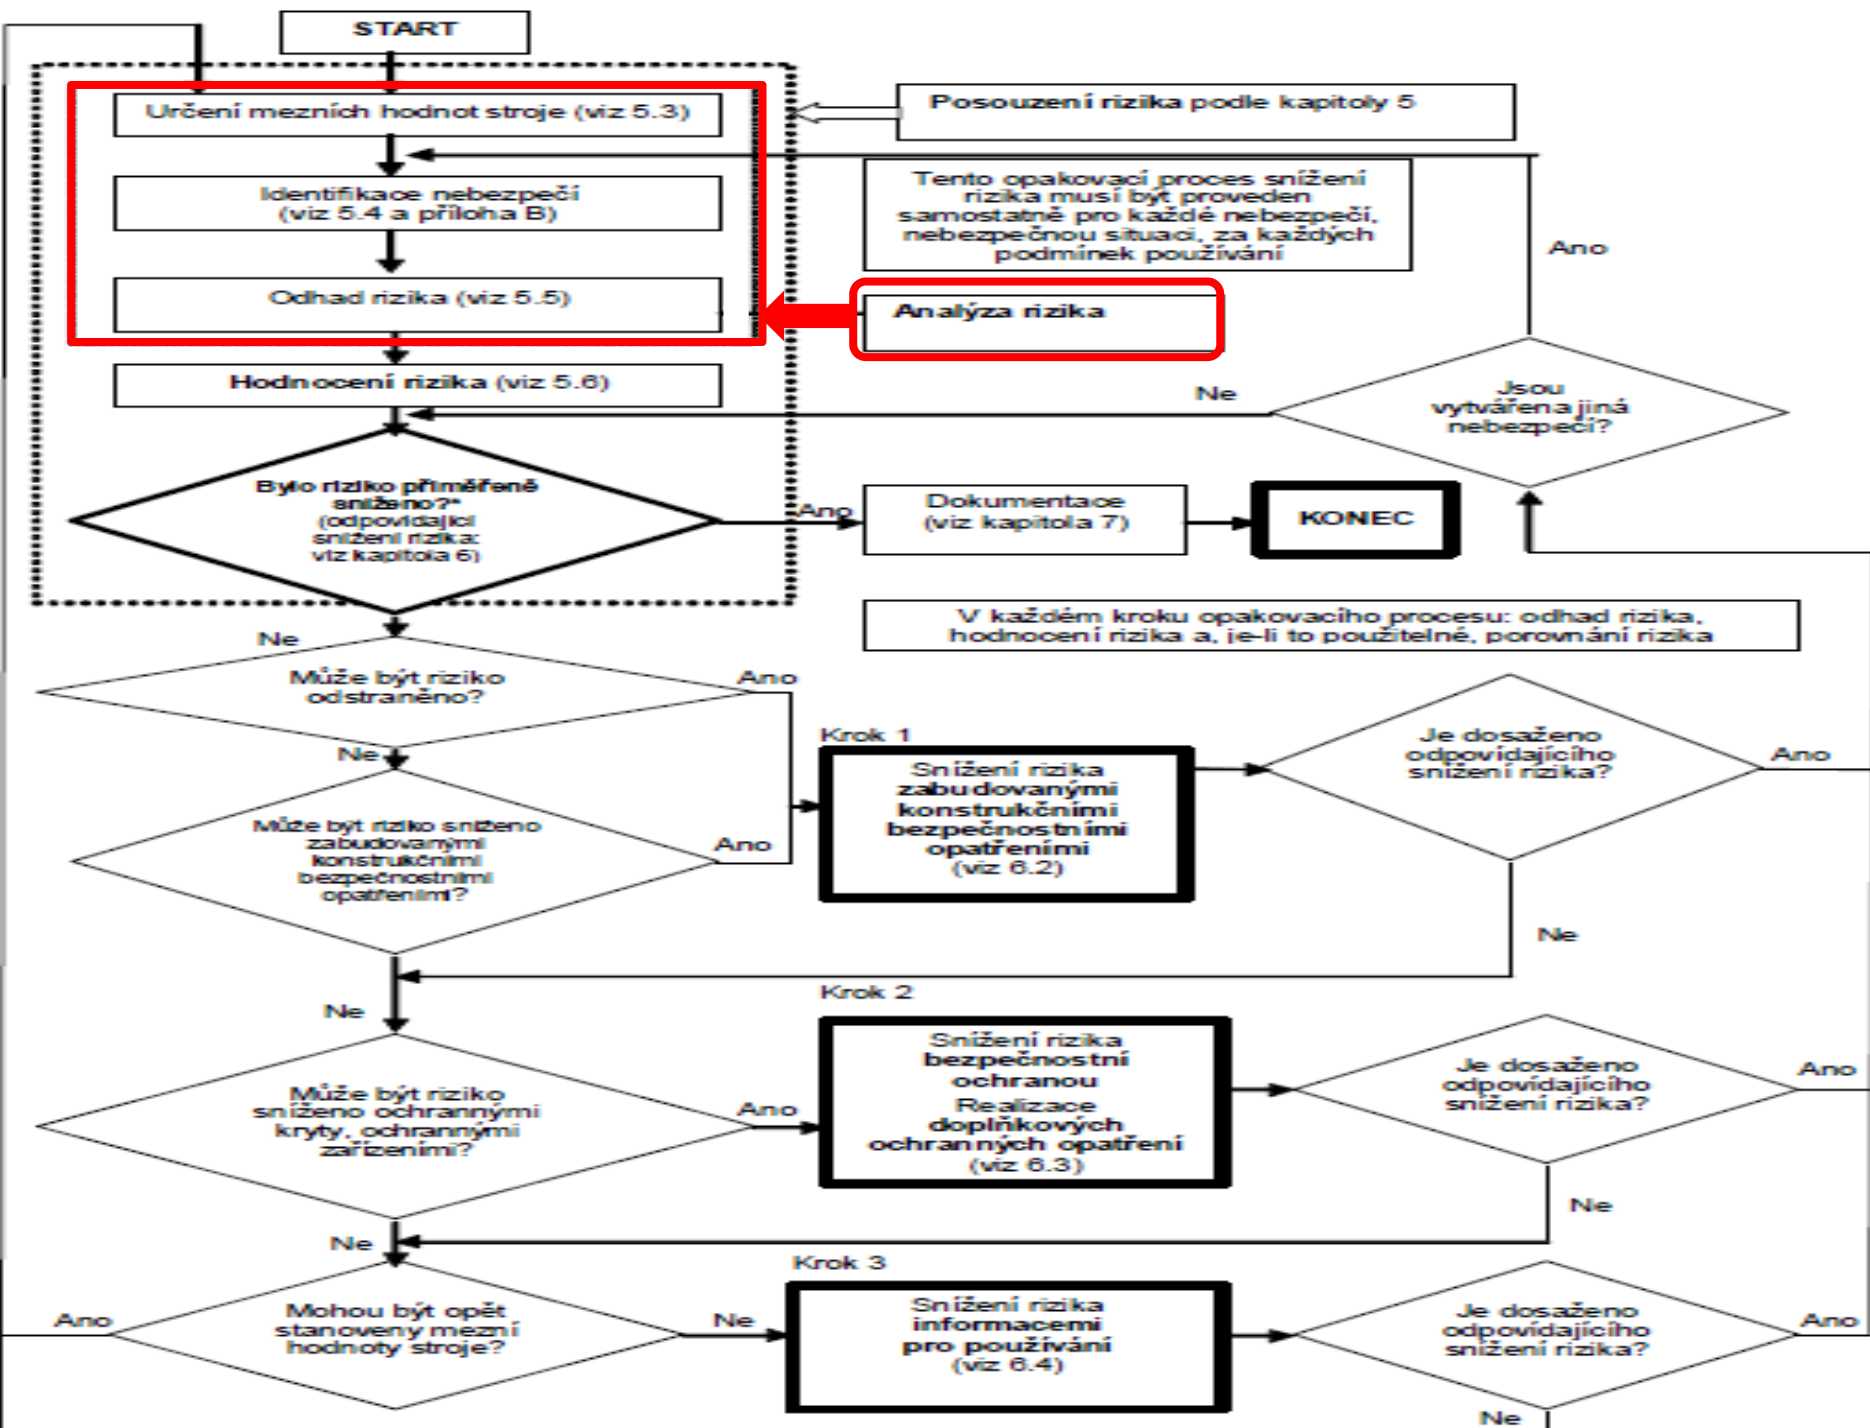 START
Určení mezních hodnot stroje (viz 5.3)
Posouzení rizika podle kapitoly 5
Identifikace nebezpečí
(viz 5.4 a příloha B)
Tento opakovací proces snížení
rizika musí být proveden
samostatně pro každé nebezpečí,
nebezpečnou situaci, za každých
podmínek používání
Ano
Odhad rizika (viz 5.5)
Analýza rizika
Hodnocení rizika (viz 5.6)
Ne
Jsou
vytvářena jiná
nebezpečí?
Bylo riziko přiměřeně
sníženo?*
(odpovídající
snížení rizika:
viz kapitola 6)
Ano
Dokumentace
(viz kapitola 7)
KONEC
V každém kroku opakovacího procesu: odhad rizika,
hodnocení rizika a, je-li to použitelné, porovnání rizika
Ne
Může být riziko
odstraněno?
Ano
Ne
Krok 1
Snížení rizika
zabudovanými
konstrukčními
bezpečnostními
opatřeními
(viz 6.2)
Je dosaženo
odpovídajícího
snížení rizika?
Ano
Může být riziko sníženo
zabudovanými
konstrukčními
bezpečnostními
opatřeními?
Ano
Ne
Krok 2
Ne
Může být riziko
sníženo ochrannými
kryty, ochrannými
zařízeními?
Ano
Snížení rizika
bezpečnostní
ochranou
Realizace
doplňkových
ochranných opatření
(viz 6.3)
Je dosaženo
odpovídajícího
snížení rizika?
Ano
Ne
Ne
Krok 3
Ano
Mohou být opět
stanoveny mezní
hodnoty stroje?
Ne
Snížení rizika
informacemi
pro používání
(viz 6.4)
Je dosaženo
odpovídajícího
snížení rizika?
Ano
Ne